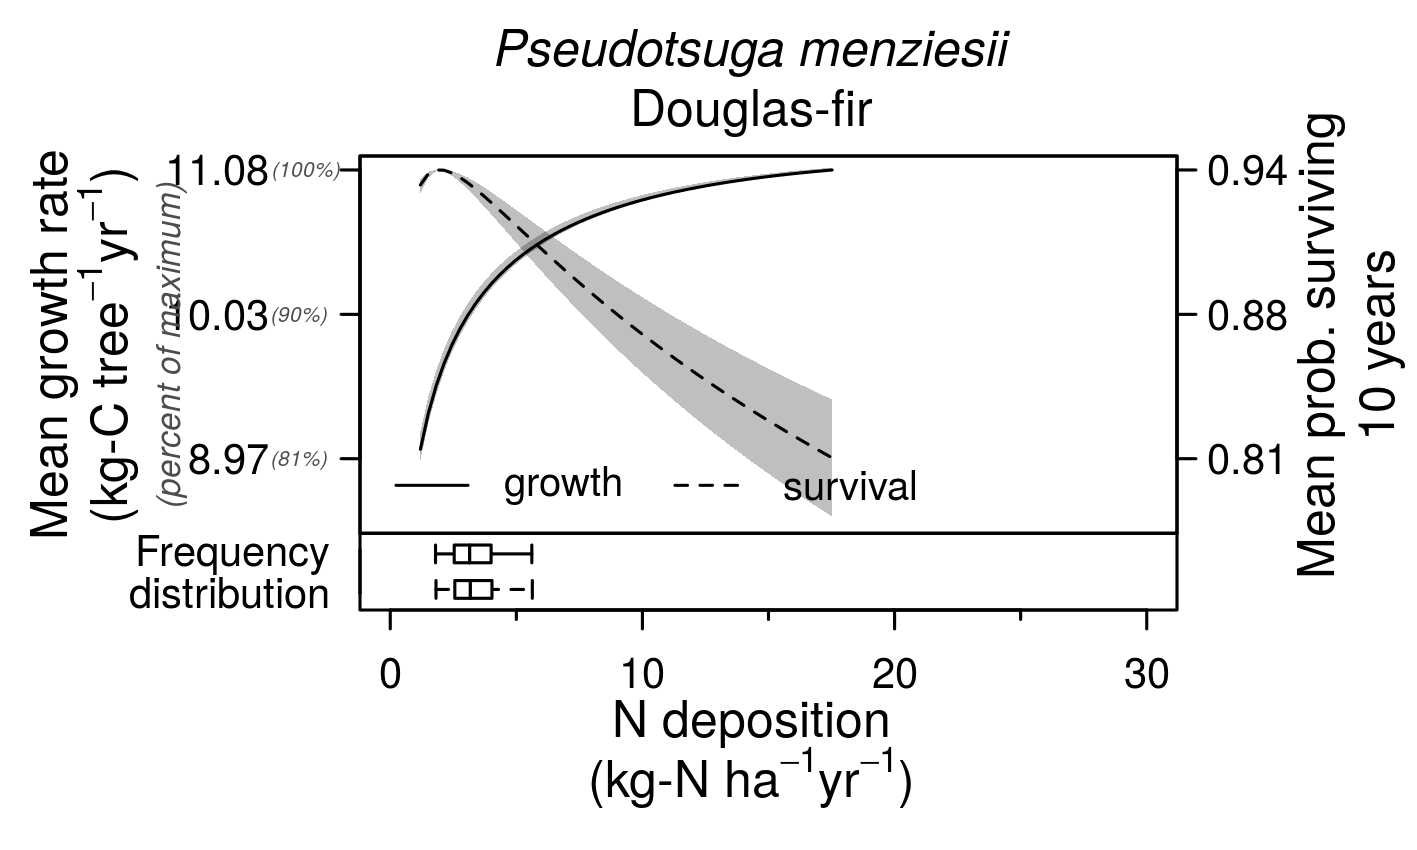 Pseudotsuga menziesii
Douglas-fir
Mean growth rate
(kg-C tree⁻¹yr⁻¹)
(percent of maximum)
11.08 (100%)
10.03 (90%)
8.97 (81%)
0.94
0.88
0.81
Mean prob. surviving
10 years
growth
survival
Frequency
distribution
0 10 20 30
N deposition
(kg-N ha⁻¹yr⁻¹)